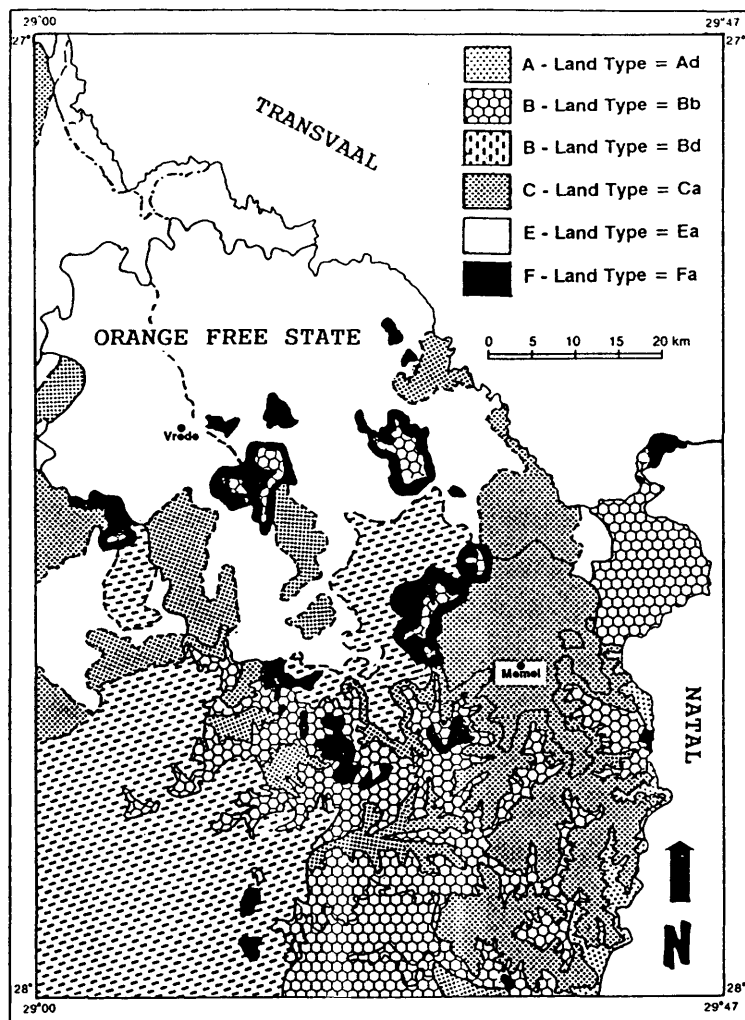 29°00
29°47
27°
27°
A - Land Type = Ad
B - Land Type = Bb
B - Land Type = Bd
C - Land Type = Ca
E - Land Type = Ea
F - Land Type = Fa
TRANSVAAL
ORANGE FREE STATE
0 5 10 15 20 km
Vrede
Memel
NATAL
N
28°
28°
29°00
29°47